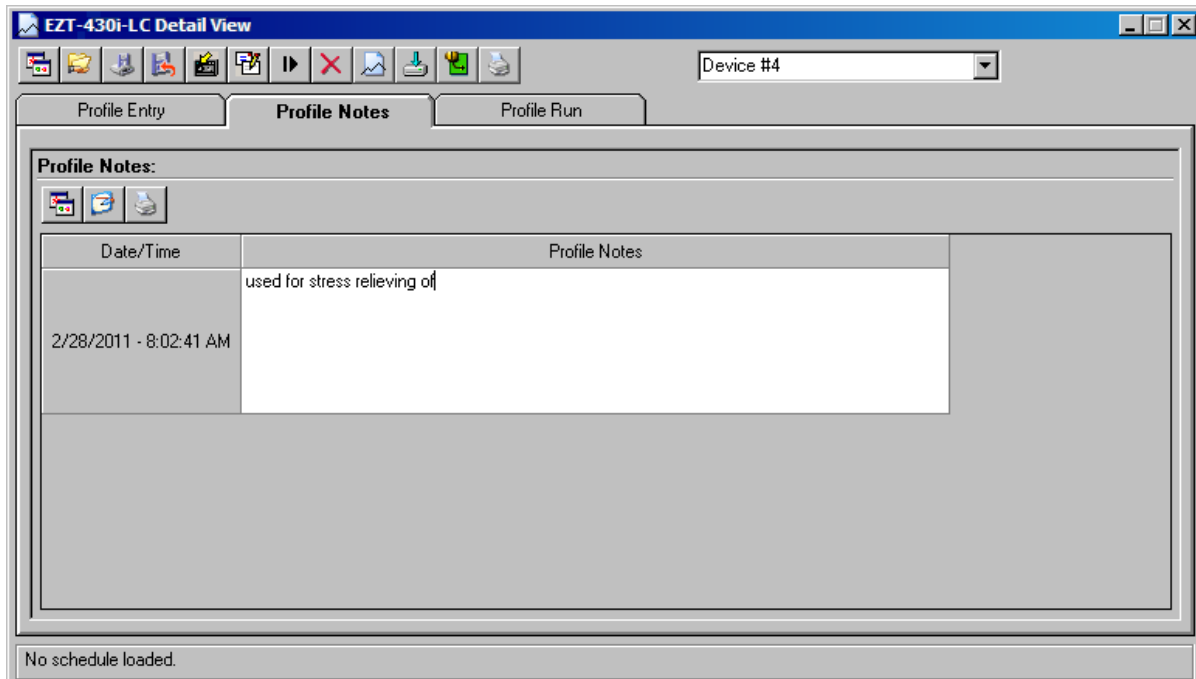 EZT-430i-LC Detail View
Device #4
Profile Entry
Profile Notes
Profile Run
Profile Notes:
Date/Time
Profile Notes
used for stress relieving of
2/28/2011 - 8:02:41 AM
No schedule loaded.